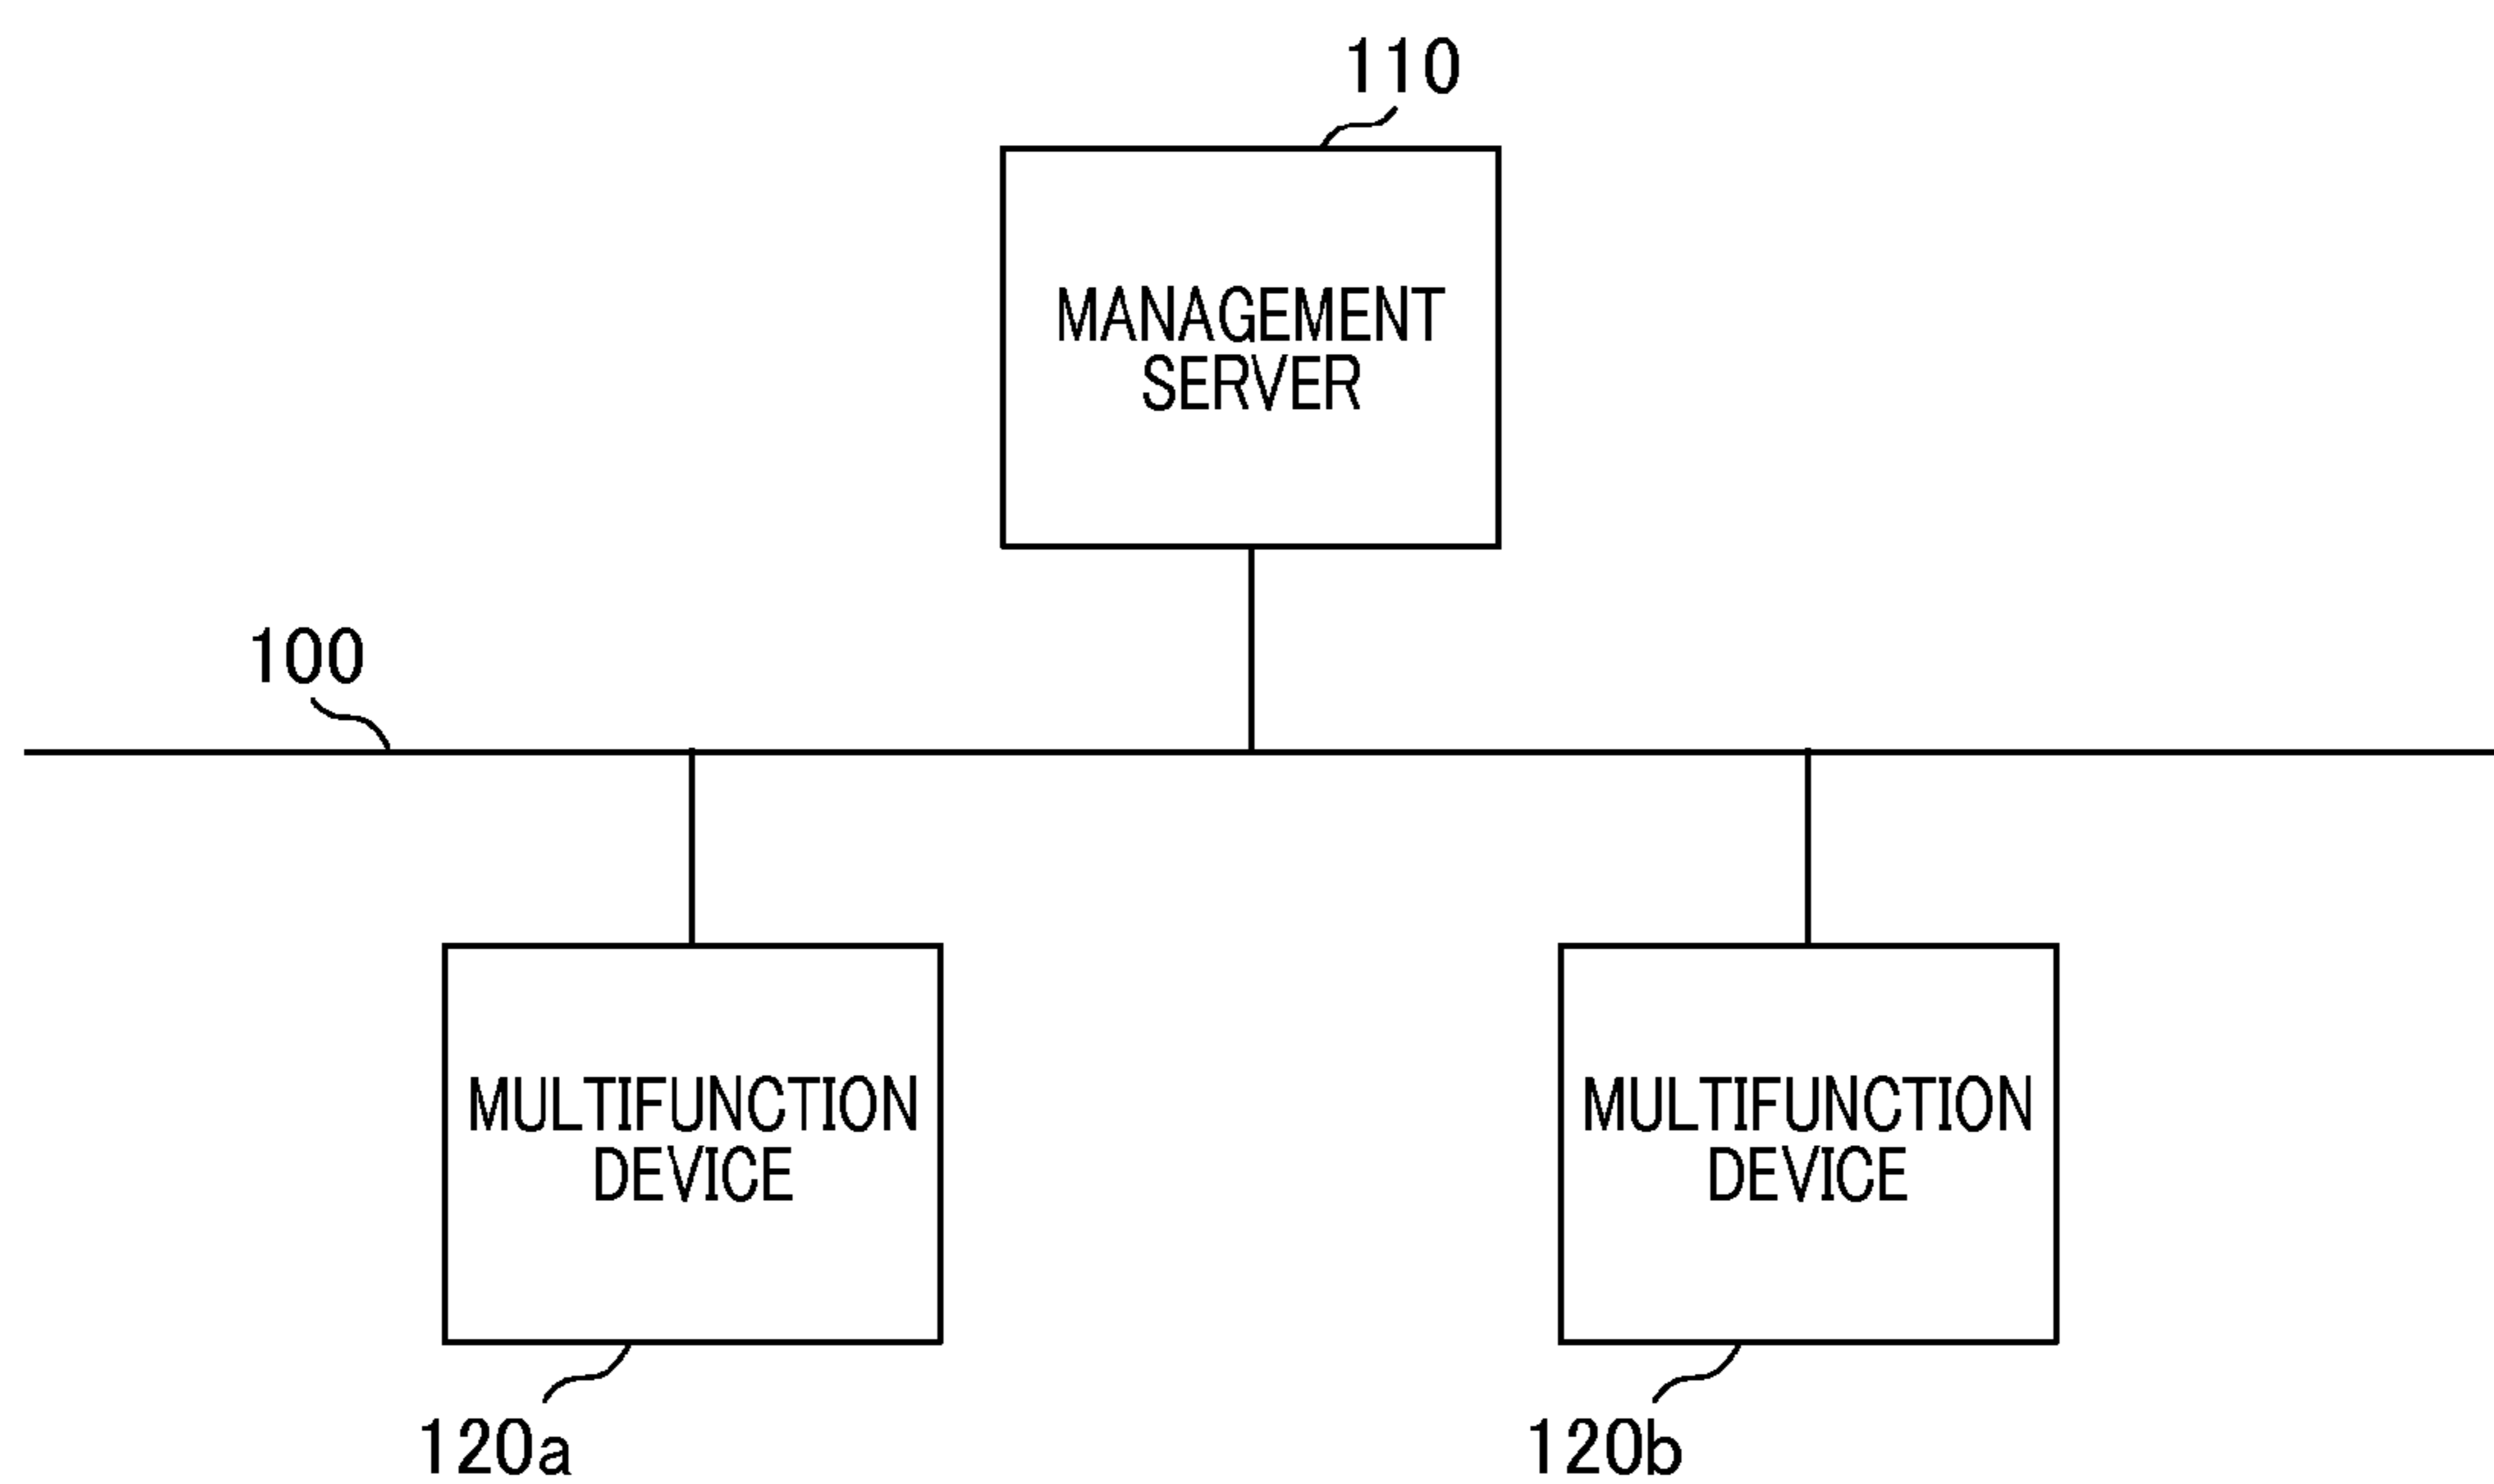 110
MANAGEMENT
SERVER
100
MULTIFUNCTION
DEVICE
MULTIFUNCTION
DEVICE
120a
120b